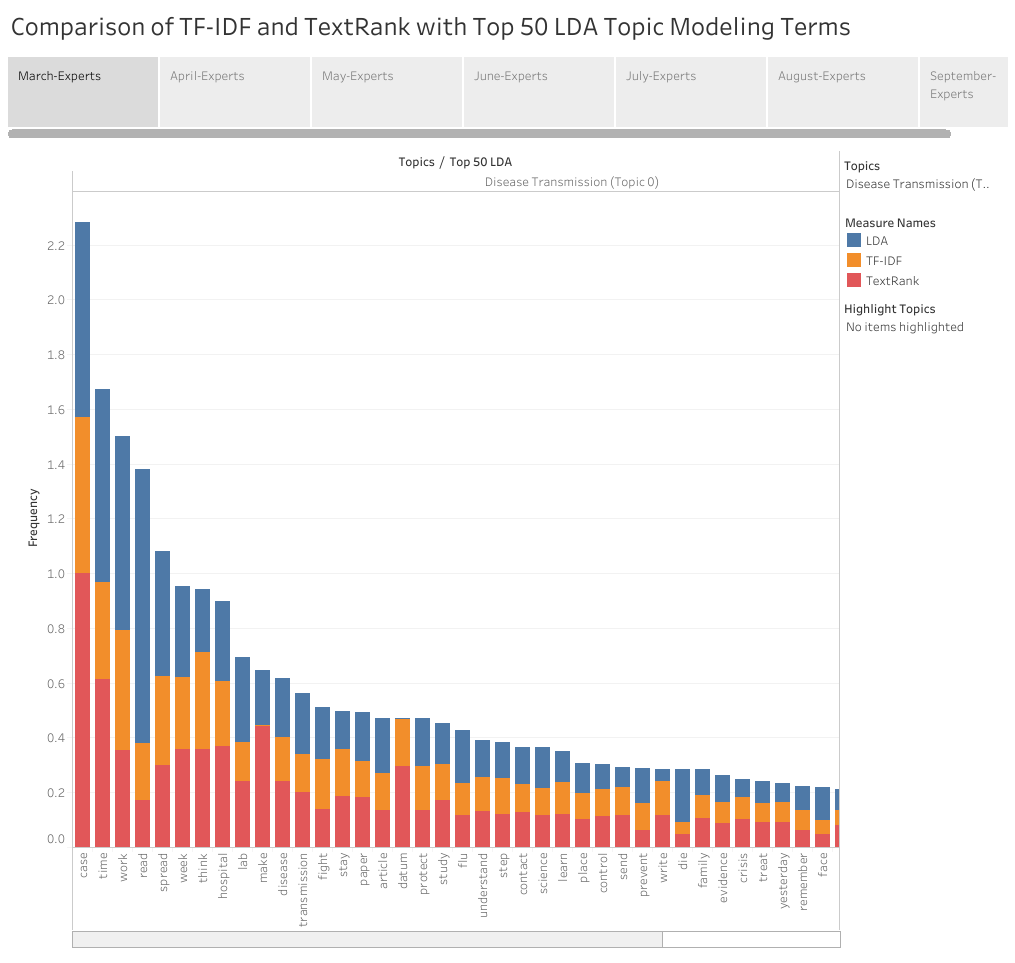 Comparison of TF-IDF and TextRank with Top 50 LDA Topic Modeling Terms
March-Experts
April-Experts
May-Experts
June-Experts
July-Experts
August-Experts
September-
Experts
Topics / Top 50 LDA
Disease Transmission (Topic 0)
Topics
Disease Transmission (T..
Measure Names
LDA
TF-IDF
TextRank
Highlight Topics
No items highlighted
Frequency
2.2
2.0
1.8
1.6
1.4
1.2
1.0
0.8
0.6
0.4
0.2
0.0
case
time
work
read
spread
week
think
hospital
lab
make
disease
transmission
fight
stay
paper
article
datum
protect
study
flu
understand
step
contact
science
learn
place
control
send
prevent
write
die
family
evidence
crisis
treat
yesterday
remember
face